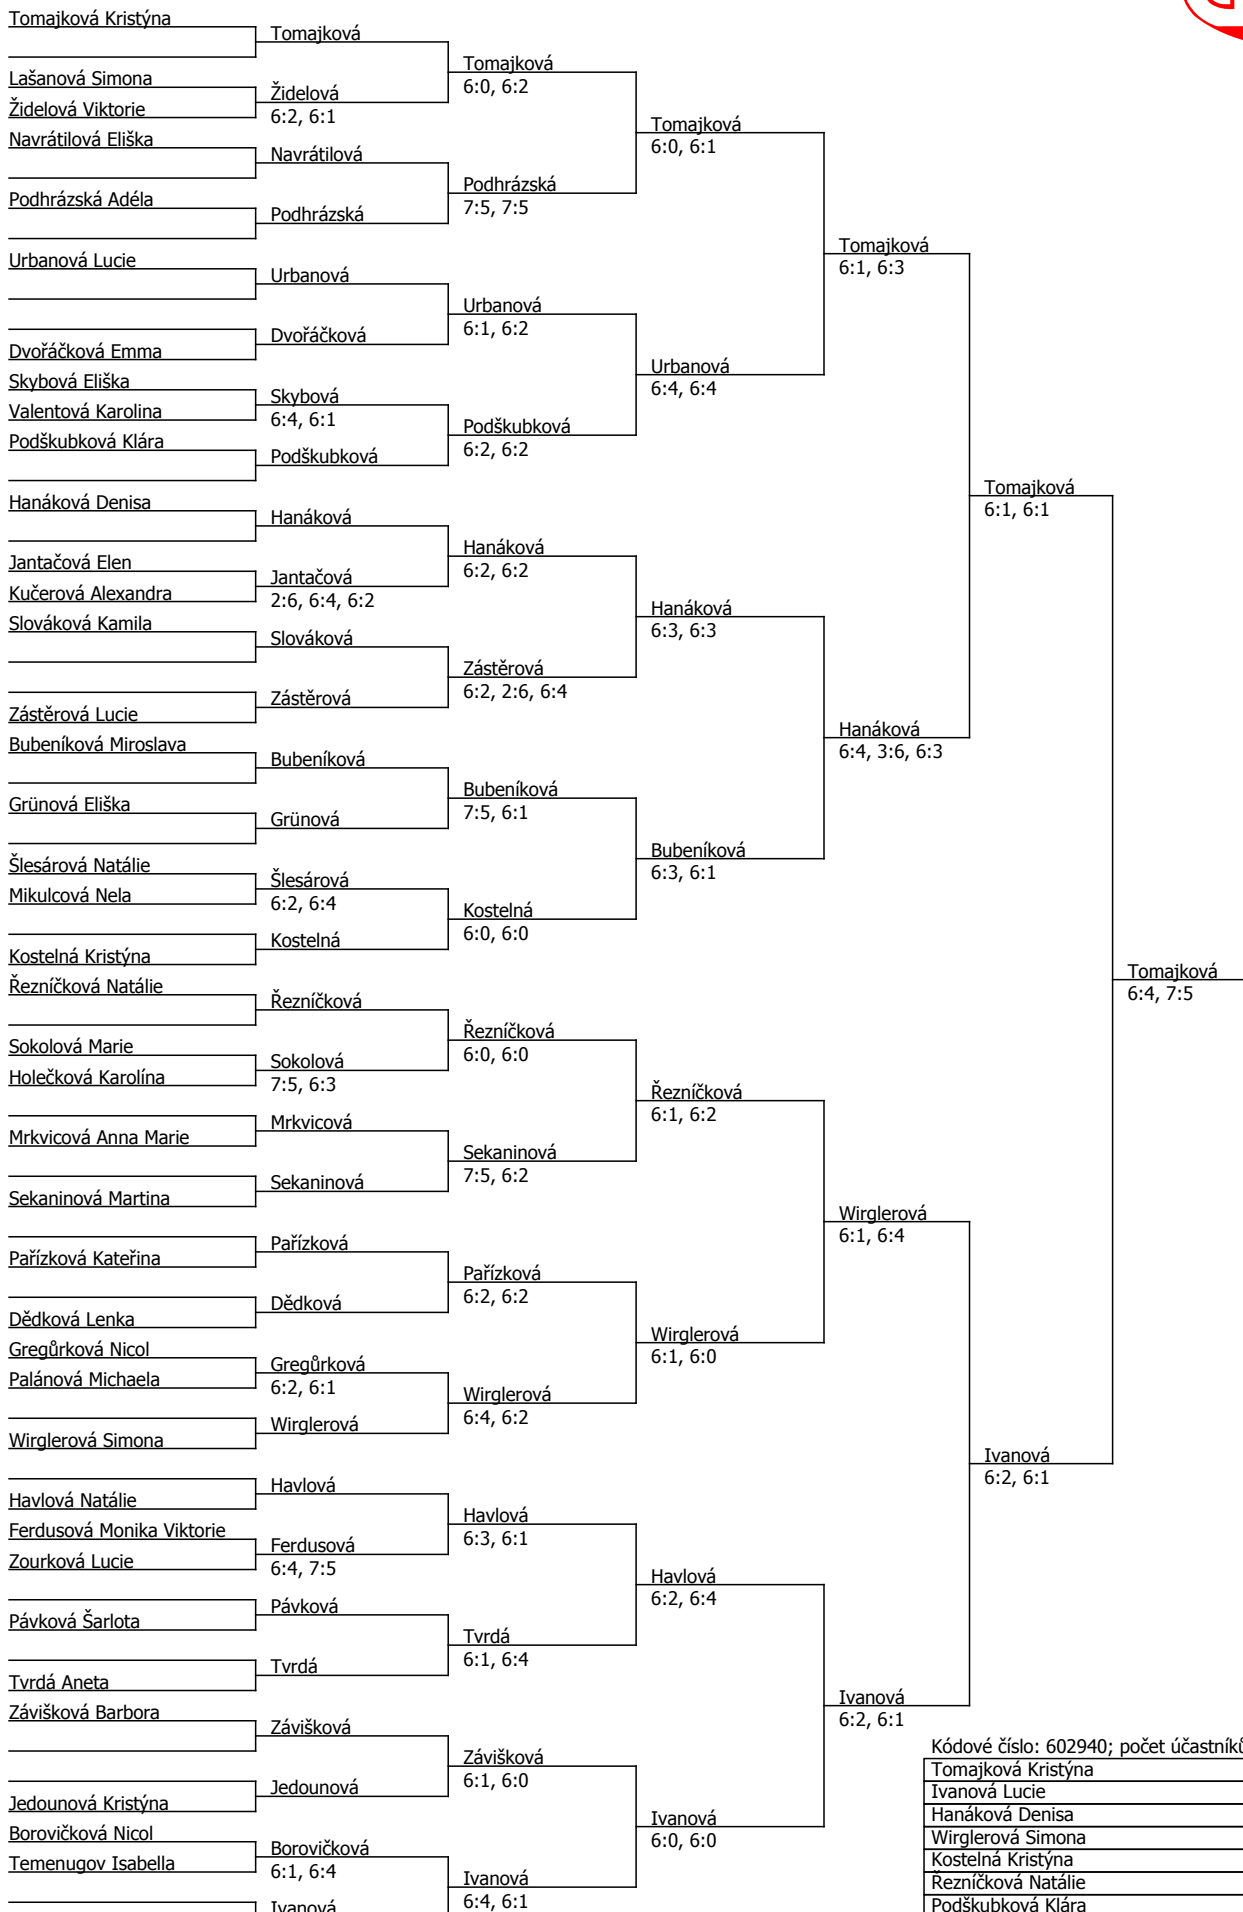 Tomajková Kristýna
Lašanová Simona
Židelová Viktorie
Navrátilová Eliška
Podhrázská Adéla
Urbanová Lucie
Dvořáčková Emma
Skybová Eliška
Valentová Karolina
Podškubková Klára
Hanáková Denisa
Jantačová Elen
Kučerová Alexandra
Slováková Kamila
Zástěrová Lucie
Bubeníková Miroslava
Grünová Eliška
Šlesárová Natálie
Mikulcová Nela
Kostelná Kristýna
Řezníčková Natálie
Sokolová Marie
Holečková Karolína
Mrkvicová Anna Marie
Sekaninová Martina
Pařízková Kateřina
Dědková Lenka
Gregůrková Nicol
Palánová Michaela
Wirglerová Simona
Havlová Natálie
Ferdusová Monika Viktorie
Zourková Lucie
Pávková Šarlota
Tvrdá Aneta
Závišková Barbora
Jedounová Kristýna
Borovičková Nicol
Temenugov Isabella
Tomajková
Židelová
6:2, 6:1
Navrátilová
Podhrázská
Urbanová
Dvořáčková
Skybová
6:4, 6:1
Podškubková
Hanáková
Jantačová
2:6, 6:4, 6:2
Slováková
Zástěrová
Bubeníková
Grünová
Šlesárová
6:2, 6:4
Kostelná
Řezníčková
Sokolová
7:5, 6:3
Mrkvicová
Sekaninová
Pařízková
Dědková
Gregůrková
6:2, 6:1
Wirglerová
Havlová
Ferdusová
6:4, 7:5
Pávková
Tvrdá
Závišková
Jedounová
Borovičková
6:1, 6:4
Ivanová
Tomajková
6:0, 6:2
Podhrázská
7:5, 7:5
Urbanová
6:1, 6:2
Podškubková
6:2, 6:2
Hanáková
6:2, 6:2
Zástěrová
6:2, 2:6, 6:4
Bubeníková
7:5, 6:1
Kostelná
6:0, 6:0
Řezníčková
6:0, 6:0
Sekaninová
7:5, 6:2
Pařízková
6:2, 6:2
Wirglerová
6:4, 6:2
Havlová
6:3, 6:1
Tvrdá
6:1, 6:4
Závišková
6:1, 6:0
Ivanová
6:4, 6:1
Tomajková
6:0, 6:1
Urbanová
6:4, 6:4
Hanáková
6:3, 6:3
Bubeníková
6:3, 6:1
Řezníčková
6:1, 6:2
Wirglerová
6:1, 6:0
Havlová
6:2, 6:4
Ivanová
6:0, 6:0
Tomajková
6:1, 6:3
Hanáková
6:4, 3:6, 6:3
Wirglerová
6:1, 6:4
Ivanová
6:2, 6:1
Tomajková
6:1, 6:1
Ivanová
6:2, 6:1
Tomajková
6:4, 7:5
Kódové číslo: 602940; počet účastníků
Tomajková Kristýna
Ivanová Lucie
Hanáková Denisa
Wirglerová Simona
Kostelná Kristýna
Řezníčková Natálie
Podškubková Klára